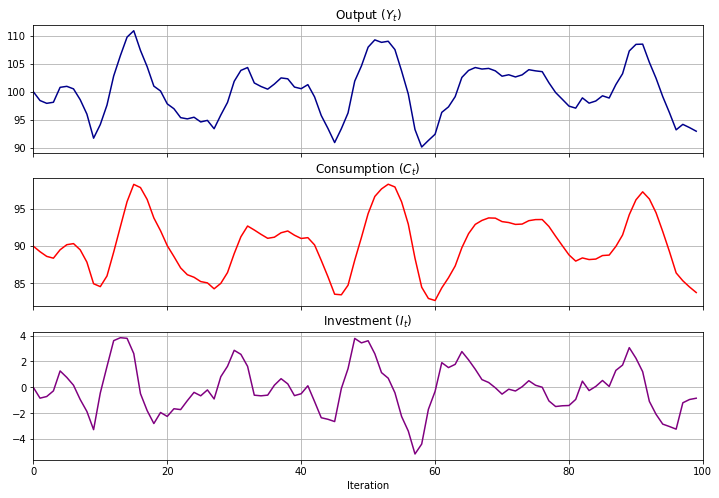 Output (Y_t)
110
105
100
95
90
Consumption (C_t)
95
90
85
Investment (I_t)
4
2
0
−2
−4
0 20 40 60 80 100
Iteration